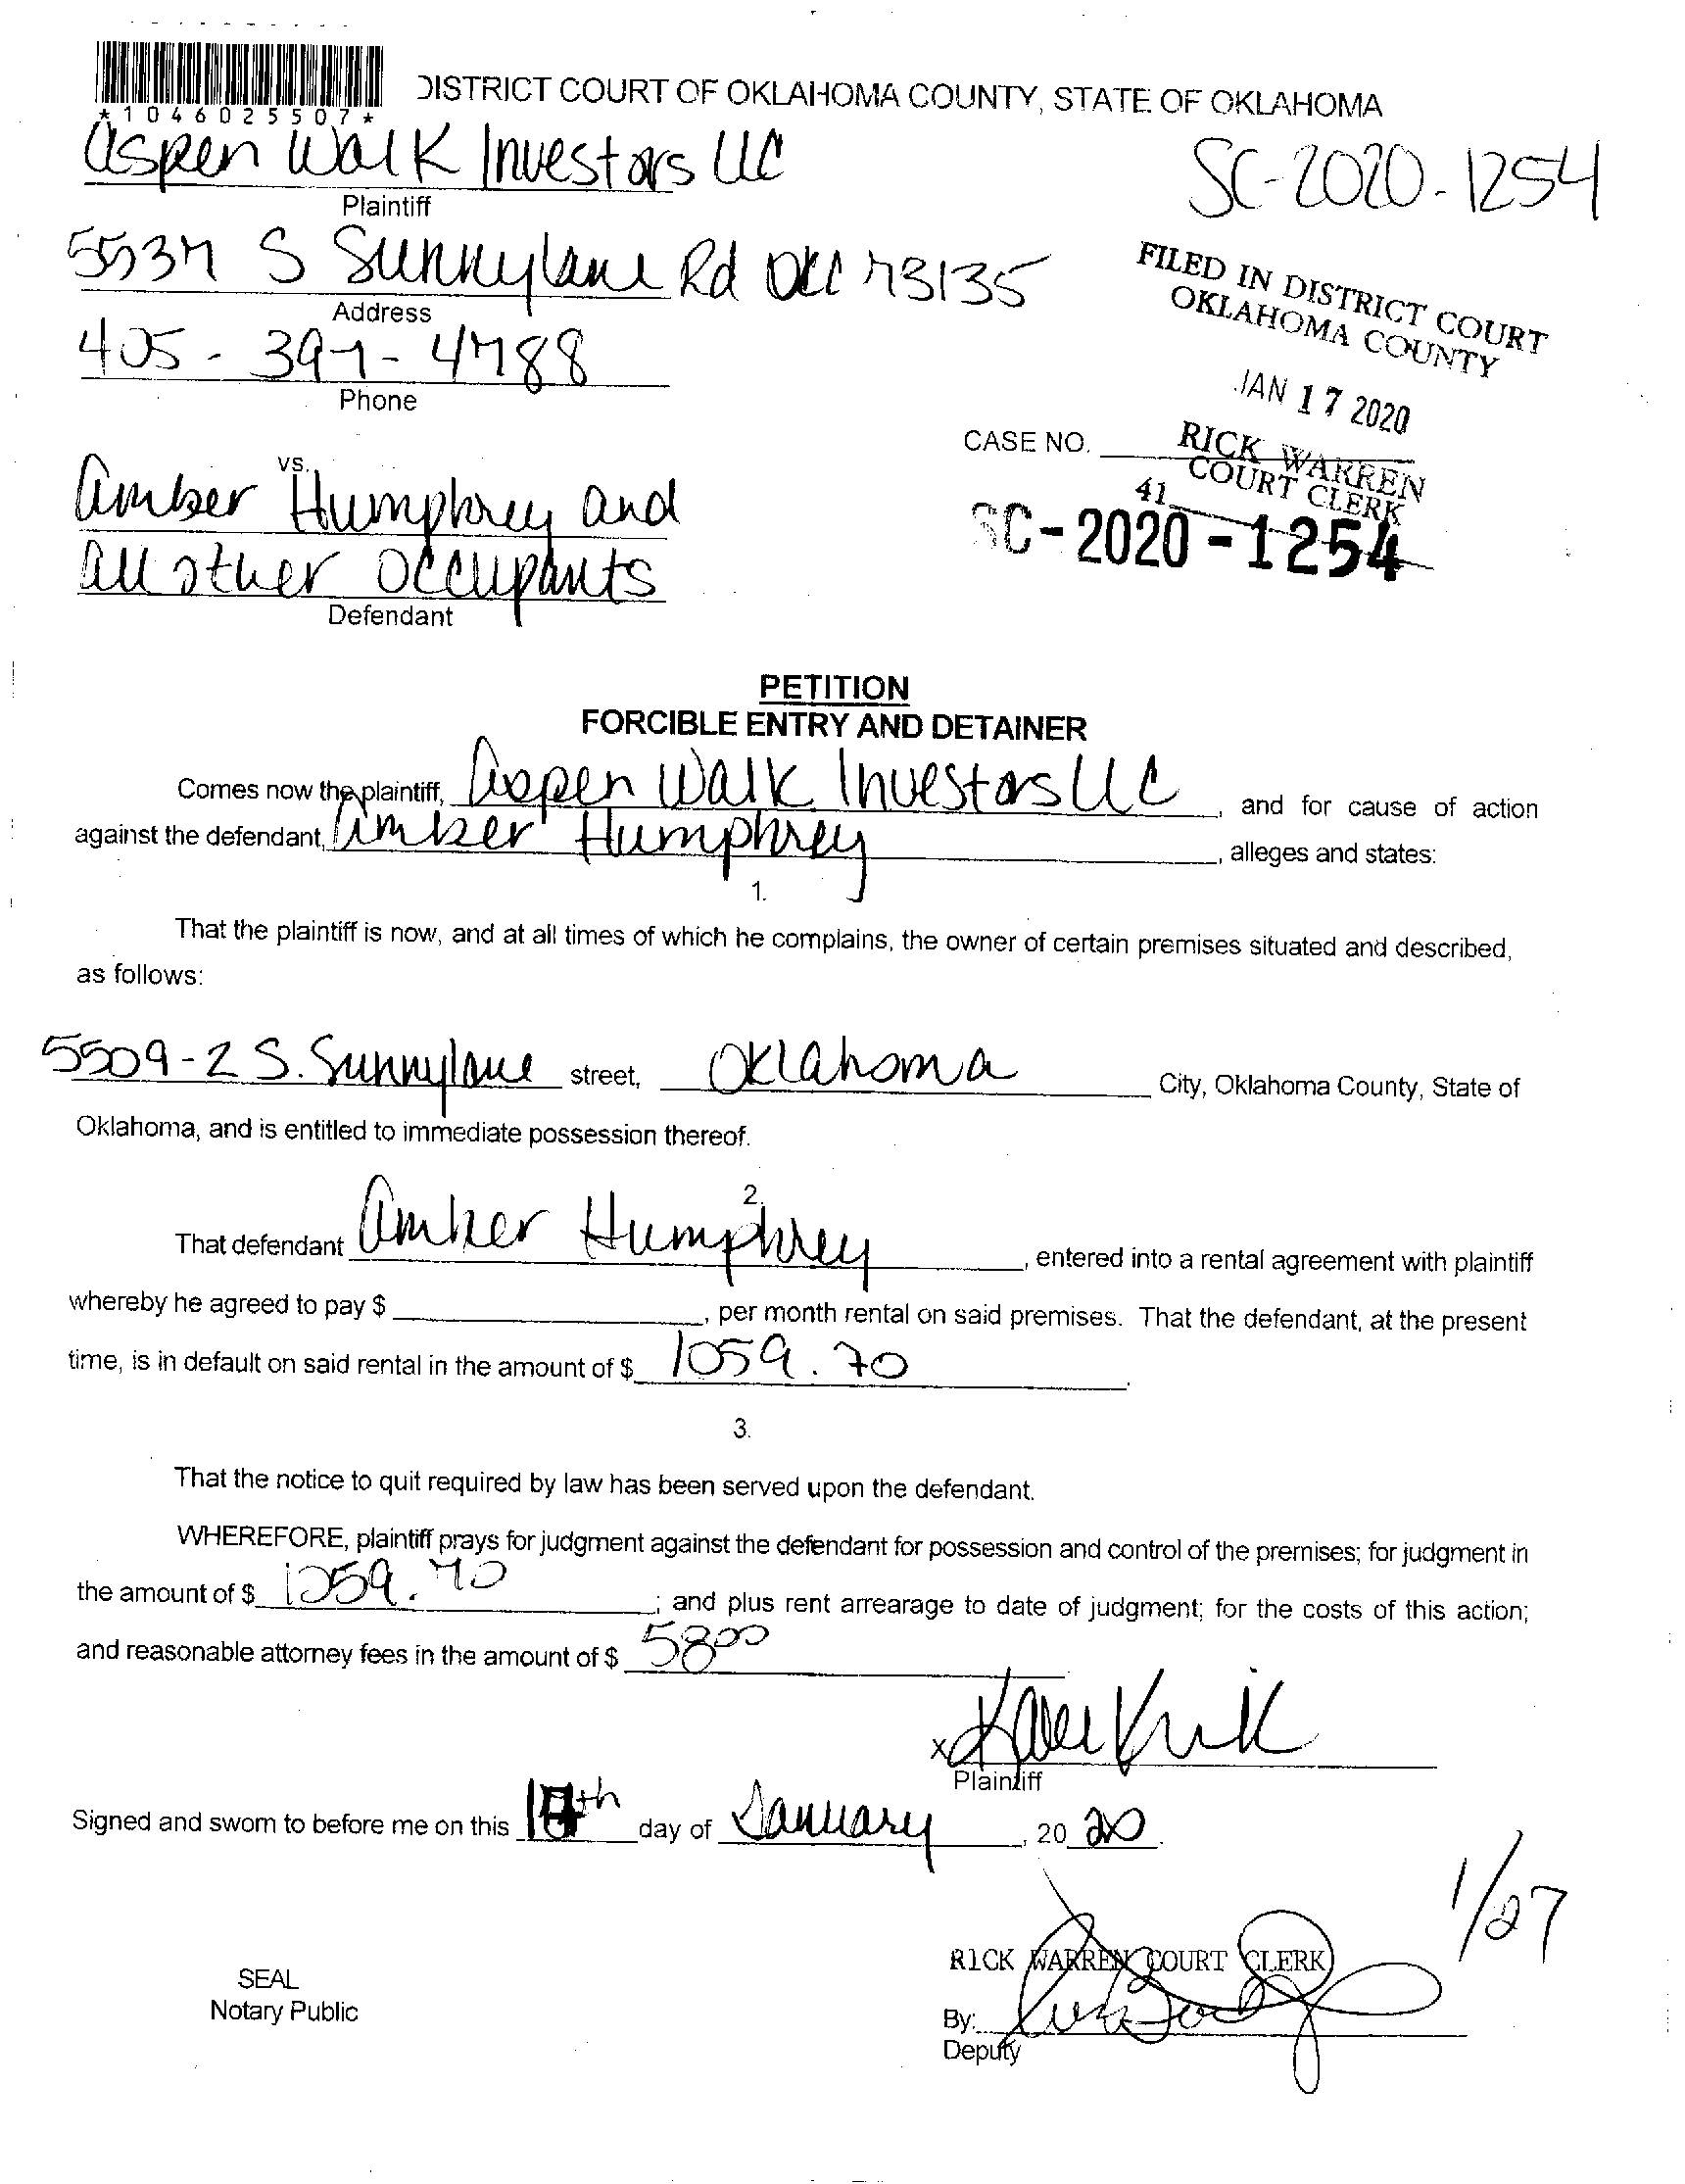 DISTRICT COURT OF OKLAHOMA COUNTY, STATE OF OKLAHOMA
*1046025507*
Aspen Walk Investors LLC
SC-2020-1254
Plaintiff
5537 S Sunnylane Rd OKC 73135
FILED IN DISTRICT COURT
OKLAHOMA COUNTY
Address
405-397-4788
JAN 17 2020
Phone
CASE NO.
RICK WARREN
COURT CLERK
41
vs.
Amber Humphrey and
SC-2020-1254
all other occupants
Defendant
PETITION
FORCIBLE ENTRY AND DETAINER
Comes now the plaintiff, Aspen Walk Investors LLC, and for cause of action
against the defendant, Amber Humphrey, alleges and states:
1.
That the plaintiff is now, and at all times of which he complains, the owner of certain premises situated and described,
as follows:
5509-2 S. Sunnylane street, Oklahoma City, Oklahoma County, State of
Oklahoma, and is entitled to immediate possession thereof.
2.
That defendant Amber Humphrey, entered into a rental agreement with plaintiff
whereby he agreed to pay $, per month rental on said premises. That the defendant, at the present
time, is in default on said rental in the amount of $ 1059.70.
3.
That the notice to quit required by law has been served upon the defendant.
WHEREFORE, plaintiff prays for judgment against the defendant for possession and control of the premises; for judgment in
the amount of $ 1059.70; and plus rent arrearage to date of judgment; for the costs of this action;
and reasonable attorney fees in the amount of $ 58.00
x
Plaintiff
Signed and sworn to before me on this 17th day of January, 20 20.
1/27
RICK WARREN COURT CLERK
SEAL
Notary Public
By:
Deputy